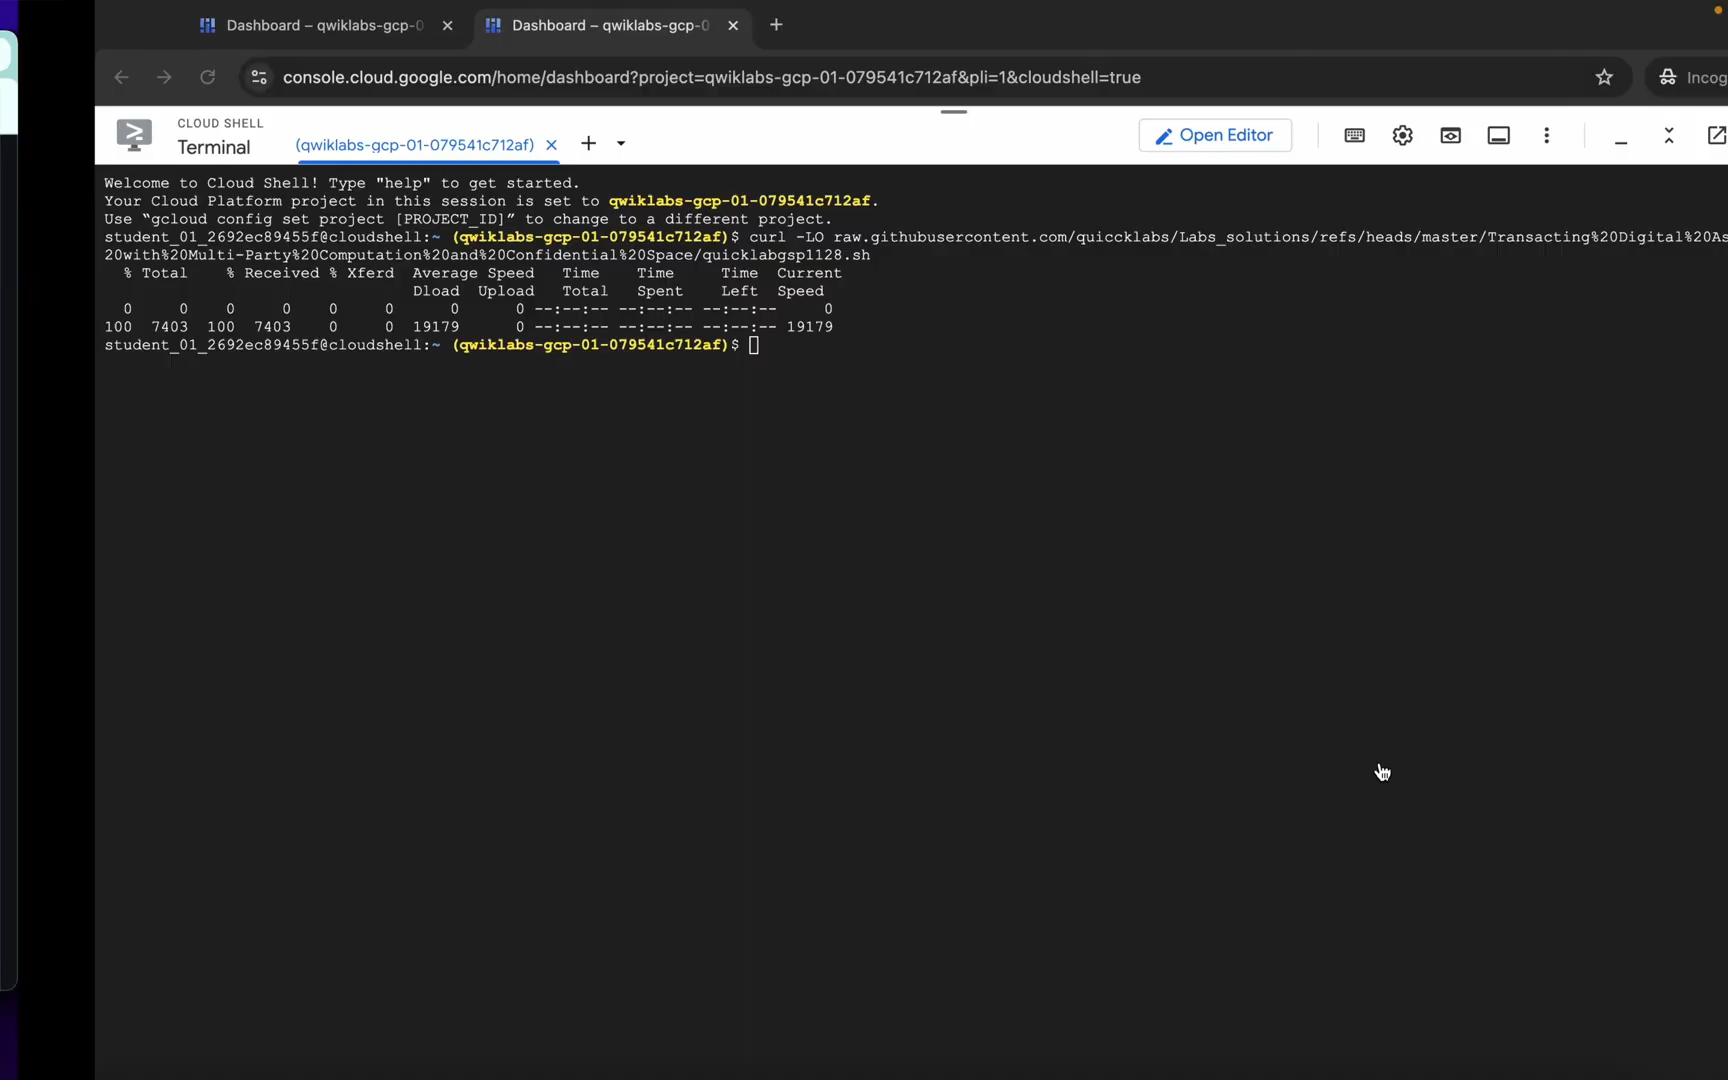 Dashboard – qwiklabs-gcp-0
Dashboard – qwiklabs-gcp-0
console.cloud.google.com/home/dashboard?project=qwiklabs-gcp-01-079541c712af&pli=1&cloudshell=true
Incog
CLOUD SHELL
Terminal
(qwiklabs-gcp-01-079541c712af)
Open Editor
Welcome to Cloud Shell! Type "help" to get started.
Your Cloud Platform project in this session is set to qwiklabs-gcp-01-079541c712af.
Use “gcloud config set project [PROJECT_ID]” to change to a different project.
student_01_2692ec89455f@cloudshell:~ (qwiklabs-gcp-01-079541c712af)$ curl -LO raw.githubusercontent.com/quiccklabs/Labs_solutions/refs/heads/master/Transacting%20Digital%20As
20with%20Multi-Party%20Computation%20and%20Confidential%20Space/quicklabgsp1128.sh
% Total % Received % Xferd Average Speed Time Time Time Current
Dload Upload Total Spent Left Speed
0 0 0 0 0 0 0 0 --:--:-- --:--:-- --:--:-- 0
100 7403 100 7403 0 0 19179 0 --:--:-- --:--:-- --:--:-- 19179
student_01_2692ec89455f@cloudshell:~ (qwiklabs-gcp-01-079541c712af)$